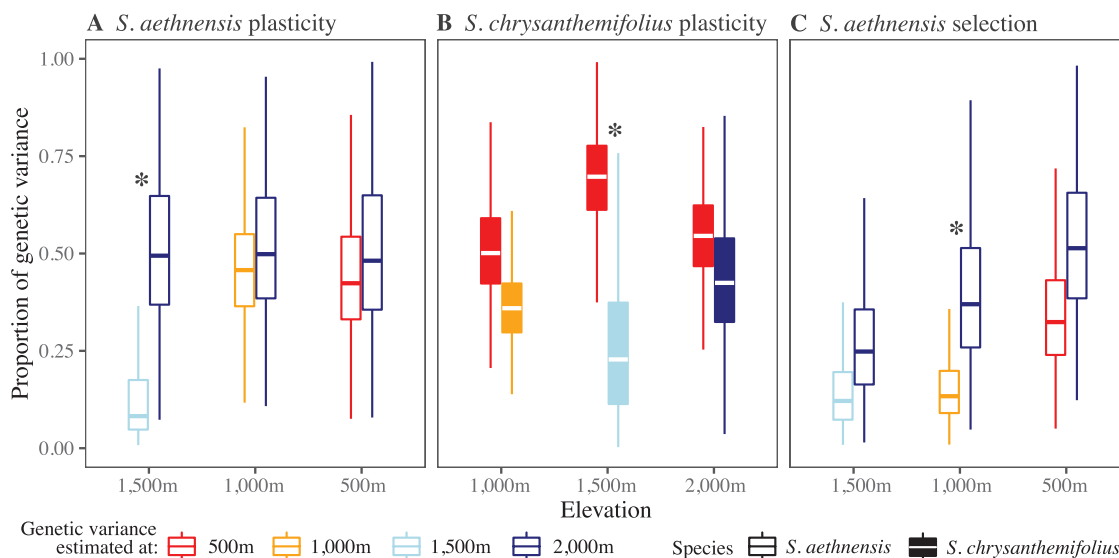 A S. aethnensis plasticity
B S. chrysanthemifolius plasticity
C S. aethnensis selection
Proportion of genetic variance
1.00
0.75
0.50
0.25
0.00
*
*
*
1,500m 1,000m 500m
1,000m 1,500m 2,000m
1,500m 1,000m 500m
Elevation
Genetic variance
estimated at: 500m 1,000m 1,500m 2,000m
Species S. aethnensis S. chrysanthemifolius